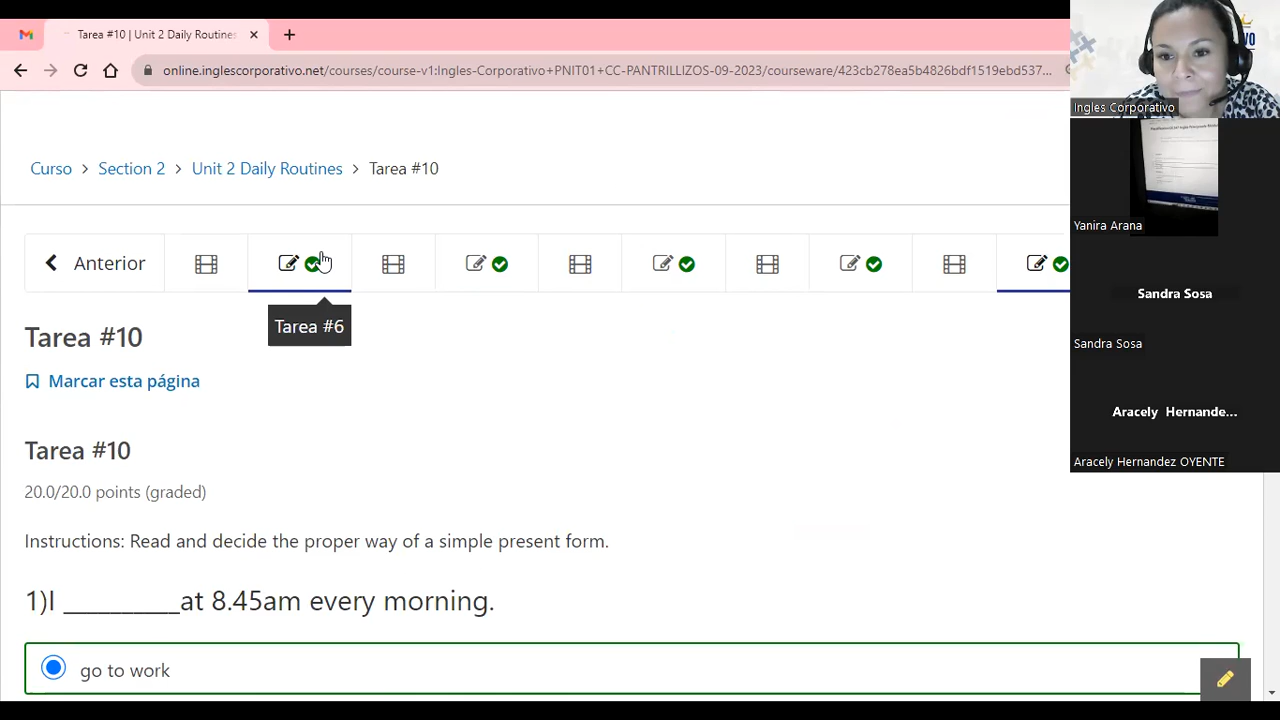 Tarea #10 | Unit 2 Daily Routines
online.inglescorporativo.net/courses/course-v1:Ingles-Corporativo+PNIT01+CC-PANTRILLIZOS-09-2023/courseware/423cb278ea5b4826bdf1519ebd537...
Curso > Section 2 > Unit 2 Daily Routines > Tarea #10
Anterior
Tarea #6
Tarea #10
Marcar esta página
Tarea #10
20.0/20.0 points (graded)
Instructions: Read and decide the proper way of a simple present form.
1)I __________at 8.45am every morning.
go to work
Ingles Corporativo
Yanira Arana
Sandra Sosa
Sandra Sosa
Aracely Hernande...
Aracely Hernandez OYENTE